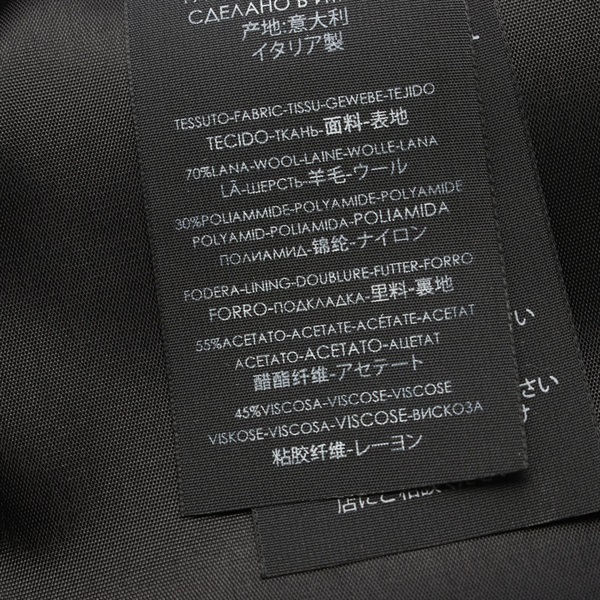 СДЕЛАНО В
产地:意大利
イタリア製
TESSUTO-FABRIC-TISSU-GEWEBE-TEJIDO
TECIDO-ТКАНЬ-面料-表地
70%LANA-WOOL-LAINE-WOLLE-LANA
LÃ-ШЕРСТЬ-羊毛-ウール
30%POLIAMMIDE-POLYAMIDE-POLYAMIDE
POLYAMID-POLIAMIDA-POLIAMIDA
ПОЛИАМИД-锦纶-ナイロン
FODERA-LINING-DOUBLURE-FUTTER-FORRO
FORRO-ПОДКЛАДКА-里料-裏地
55%ACETATO-ACETATE-ACÉTATE-ACETAT
ACETATO-ACETATO-АЦЕТАТ
醋酯纤维-アセテート
45%VISCOSA-VISCOSE-VISCOSE
VISKOSE-VISCOSA-VISCOSE-ВИСКОЗА
粘胶纤维-レーヨン
い
さい